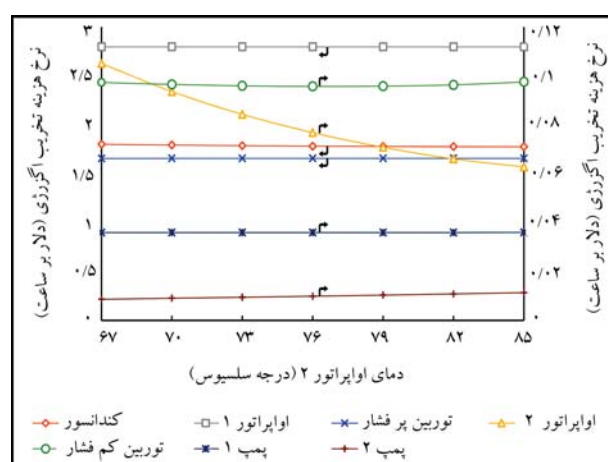 نرخ هزینه تخریب اگزرژی (دلار بر ساعت)
۳
۲/۵
۲
۱/۵
۱
۰/۵
۰
نرخ هزینه تخریب اگزرژی (دلار بر ساعت)
۰/۱۲
۰/۱
۰/۰۸
۰/۰۶
۰/۰۴
۰/۰۲
۰
۶۷ ۷۰ ۷۳ ۷۶ ۷۹ ۸۲ ۸۵
دمای اواپراتور ۲ (درجه سلسیوس)
کندانسور اواپراتور ۱ توربین پر فشار اواپراتور ۲
توربین کم فشار پمپ ۱ پمپ ۲